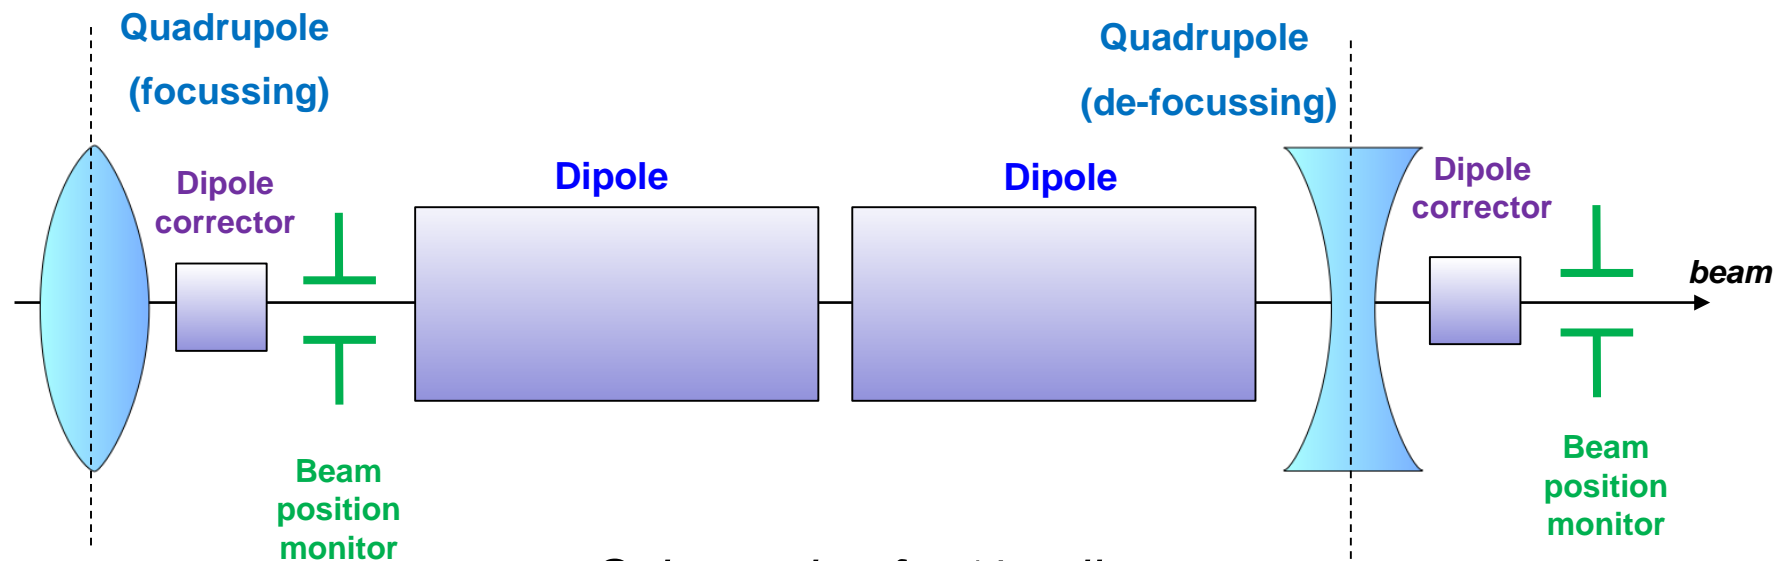 Quadrupole
(focussing)
Quadrupole
(de-focussing)
Dipole
corrector
Dipole
Dipole
Dipole
corrector
beam
Beam
position
monitor
Beam
position
monitor